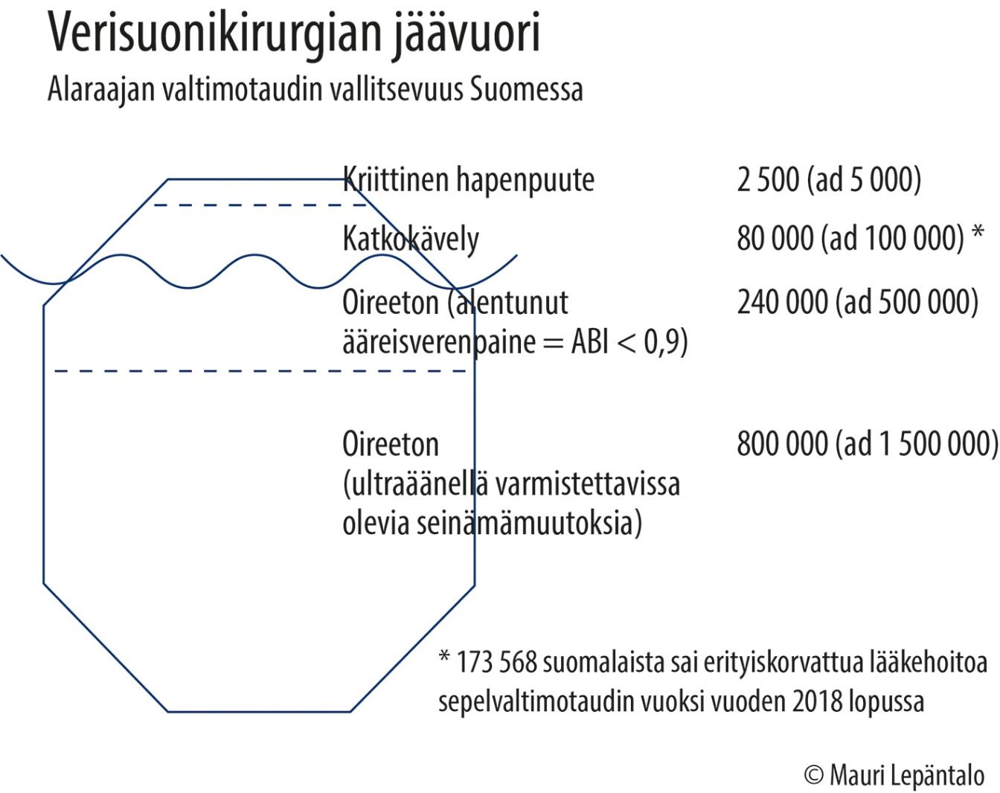 Verisuonikirurgian jäävuori
Alaraajan valtimotaudin vallitsevuus Suomessa
Kriittinen hapenpuute 2 500 (ad 5 000)
Katkokävely 80 000 (ad 100 000) *
Oireeton (alentunut 240 000 (ad 500 000)
ääreisverenpaine = ABI < 0,9)
Oireeton 800 000 (ad 1 500 000)
(ultraäänellä varmistettavissa
olevia seinämämuutoksia)
* 173 568 suomalaista sai erityiskorvattua lääkehoitoa
sepelvaltimotaudin vuoksi vuoden 2018 lopussa
© Mauri Lepäntalo